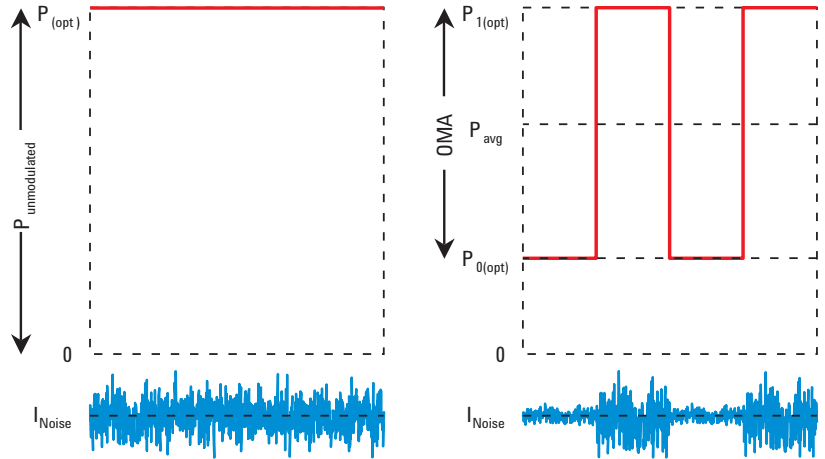 P(opt)
Punmodulated
0
INoise
P1(opt)
OMA
Pavg
P0(opt)
0
INoise